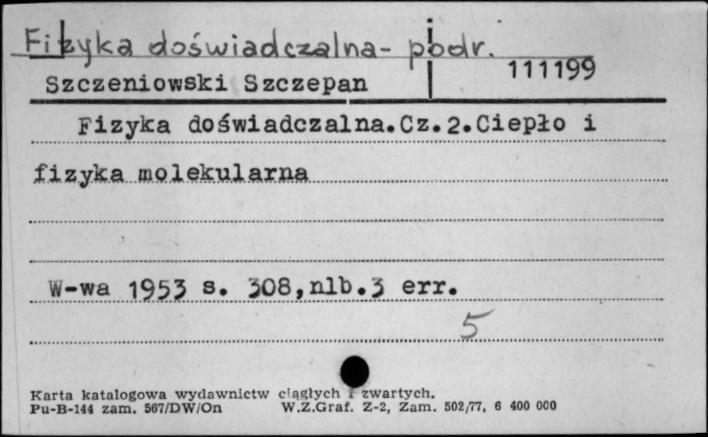 Fizyka doświadczalna - podr.
111199
Szczeniowski Szczepan
Fizyka doświadczalna.Cz.2.Ciepło i
fizyka molekularna
W-wa 1953 s. 308,nlb.3 err.
5
Karta katalogowa wydawnictw ciągłych i zwartych.
Pu-B-144 zam. 567/DW/On W.Z.Graf. Z-2, Zam. 502/77, 6 400 000